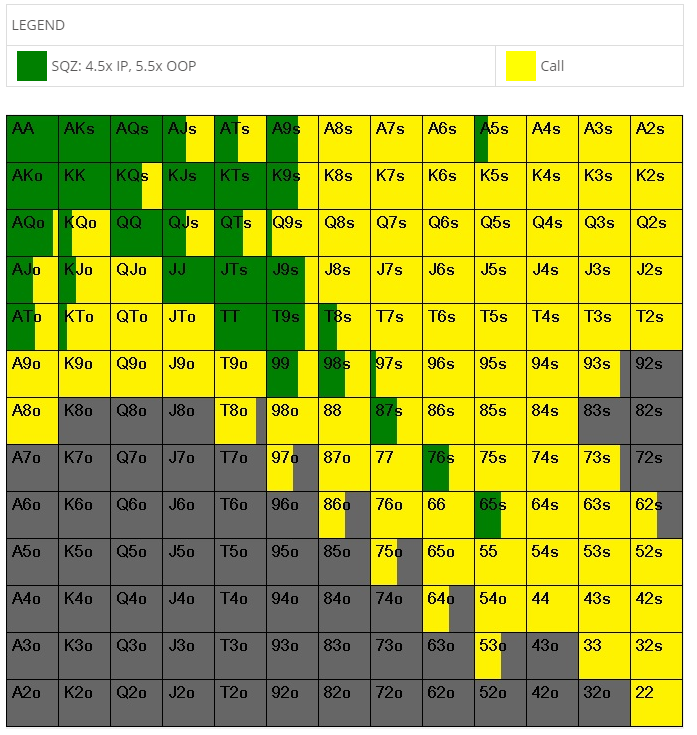 LEGEND
SQZ: 4.5x IP, 5.5x OOP Call
AA AKs AQs AJs ATs A9s A8s A7s A6s A5s A4s A3s A2s
AKo KK KQs KJs KTs K9s K8s K7s K6s K5s K4s K3s K2s
AQo KQo QQ QJs QTs Q9s Q8s Q7s Q6s Q5s Q4s Q3s Q2s
AJo KJo QJo JJ JTs J9s J8s J7s J6s J5s J4s J3s J2s
ATo KTo QTo JTo TT T9s T8s T7s T6s T5s T4s T3s T2s
A9o K9o Q9o J9o T9o 99 98s 97s 96s 95s 94s 93s 92s
A8o K8o Q8o J8o T8o 98o 88 87s 86s 85s 84s 83s 82s
A7o K7o Q7o J7o T7o 97o 87o 77 76s 75s 74s 73s 72s
A6o K6o Q6o J6o T6o 96o 86o 76o 66 65s 64s 63s 62s
A5o K5o Q5o J5o T5o 95o 85o 75o 65o 55 54s 53s 52s
A4o K4o Q4o J4o T4o 94o 84o 74o 64o 54o 44 43s 42s
A3o K3o Q3o J3o T3o 93o 83o 73o 63o 53o 43o 33 32s
A2o K2o Q2o J2o T2o 92o 82o 72o 62o 52o 42o 32o 22